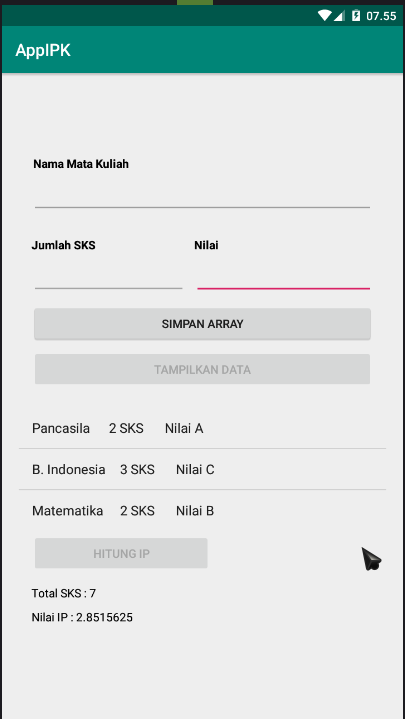 07.55
AppIPK
Nama Mata Kuliah
Jumlah SKS Nilai
SIMPAN ARRAY
TAMPILKAN DATA
Pancasila 2 SKS Nilai A
B. Indonesia 3 SKS Nilai C
Matematika 2 SKS Nilai B
HITUNG IP
Total SKS : 7
Nilai IP : 2.8515625